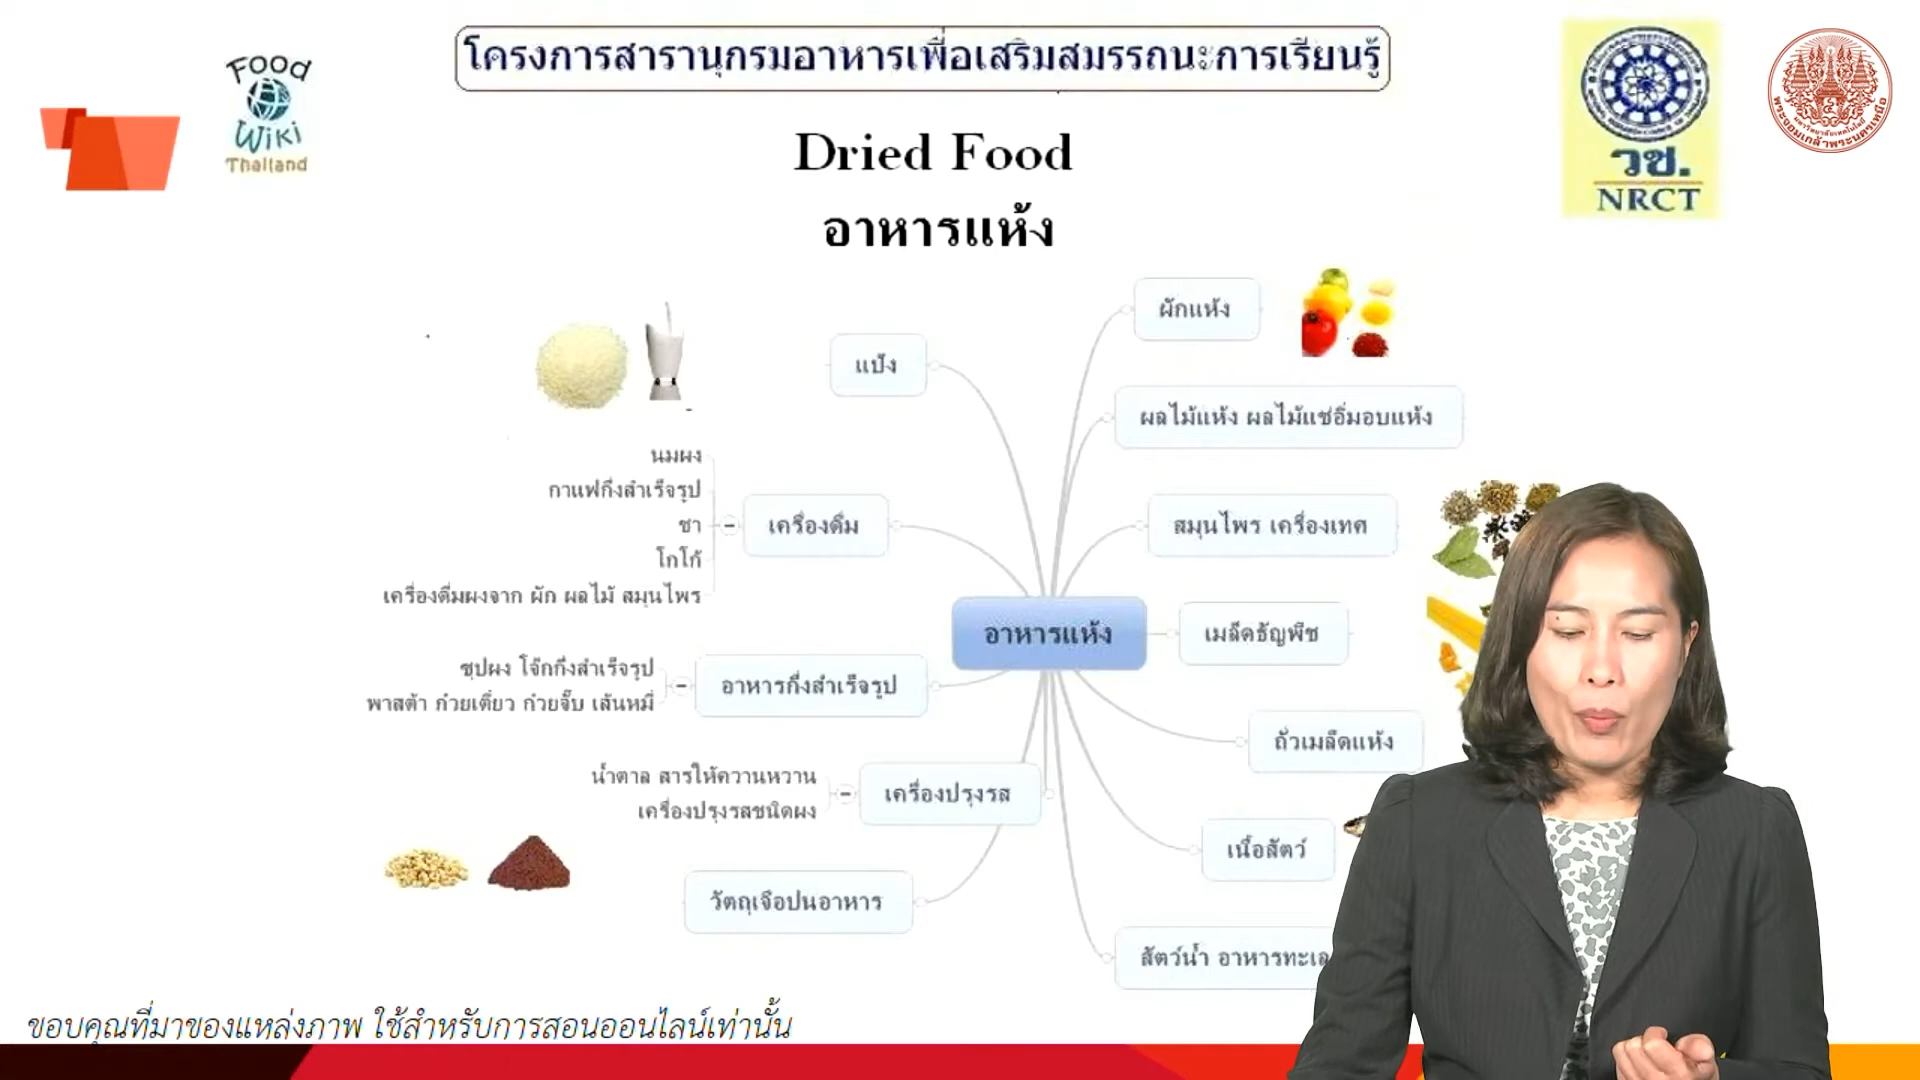 โครงการสารานุกรมอาหารเพื่อเสริมสมรรถนะการเรียนรู้
Food
Wiki
Thailand
วช.
NRCT
Dried Food
อาหารแห้ง
ผักแห้ง
แป้ง
ผลไม้แห้ง ผลไม้แช่อิ่มอบแห้ง
นมผง
กาแฟกึ่งสำเร็จรูป
ชา
โกโก้
เครื่องดื่มผงจาก ผัก ผลไม้ สมุนไพร
เครื่องดื่ม
สมุนไพร เครื่องเทศ
อาหารแห้ง
เมล็ดธัญพืช
ซุปผง โจ๊กกึ่งสำเร็จรูป
พาสต้า ก๋วยเตี๋ยว ก๋วยจั๊บ เส้นหมี่
อาหารกึ่งสำเร็จรูป
ถั่วเมล็ดแห้ง
น้ำตาล สารให้ควานหวาน
เครื่องปรุงรสชนิดผง
เครื่องปรุงรส
เนื้อสัตว์
วัตถุเจือปนอาหาร
สัตว์น้ำ อาหารทะเล
ขอบคุณที่มาของแหล่งภาพ ใช้สำหรับการสอนออนไลน์เท่านั้น